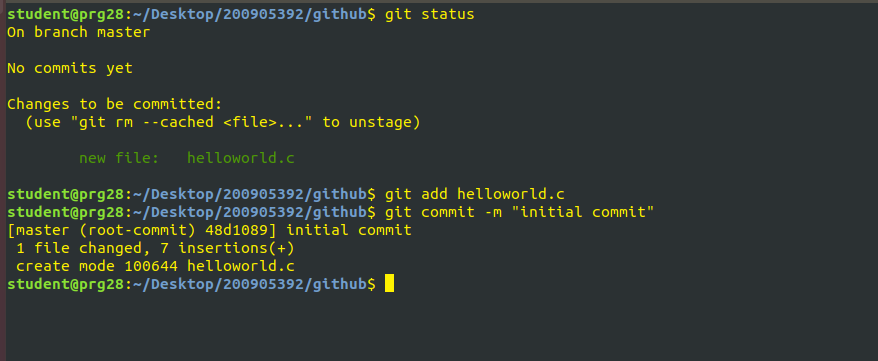 student@prg28:~/Desktop/200905392/github$ git status
On branch master
No commits yet
Changes to be committed:
  (use "git rm --cached <file>..." to unstage)
        new file:   helloworld.c
student@prg28:~/Desktop/200905392/github$ git add helloworld.c
student@prg28:~/Desktop/200905392/github$ git commit -m "initial commit"
[master (root-commit) 48d1089] initial commit
 1 file changed, 7 insertions(+)
 create mode 100644 helloworld.c
student@prg28:~/Desktop/200905392/github$